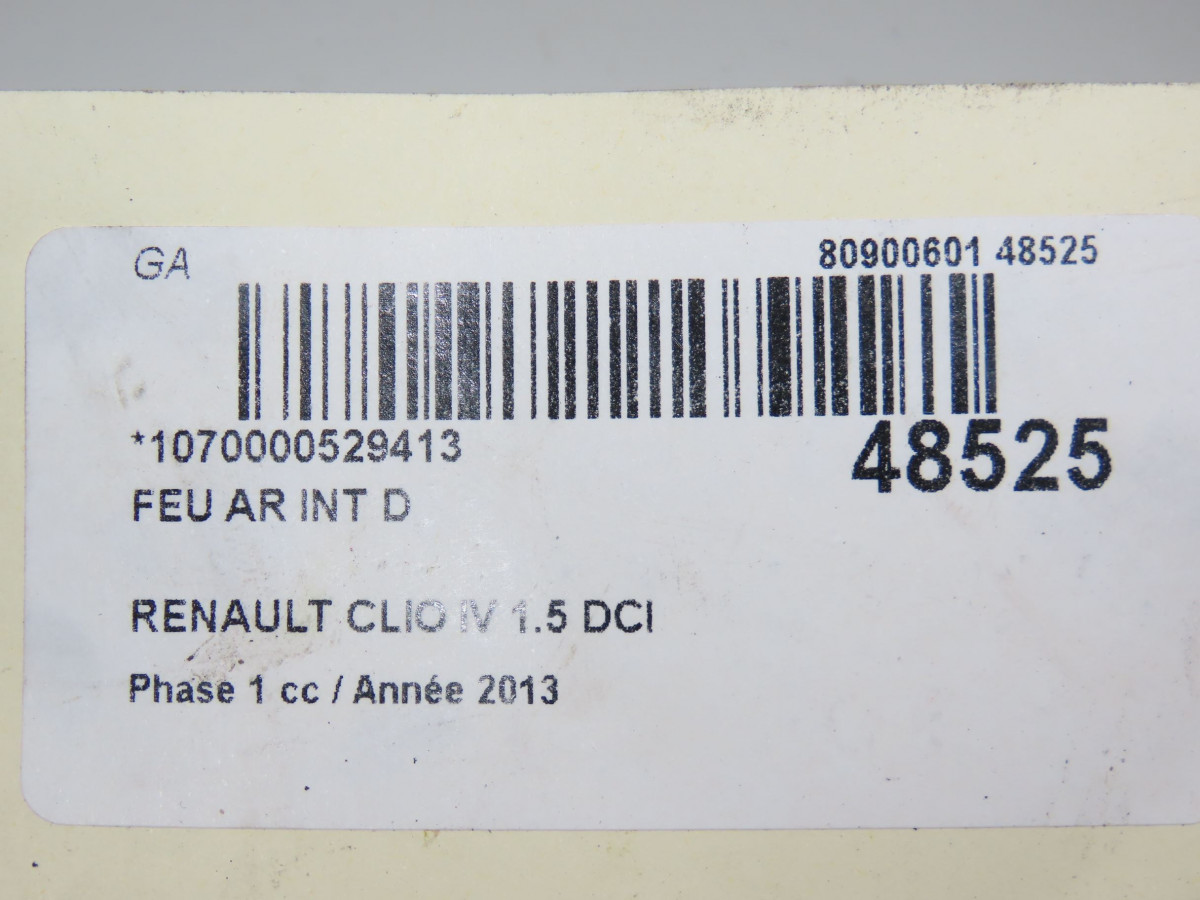 GA
80900601 48525
*1070000529413
48525
FEU AR INT D
RENAULT CLIO IV 1.5 DCI
Phase 1 cc / Année 2013